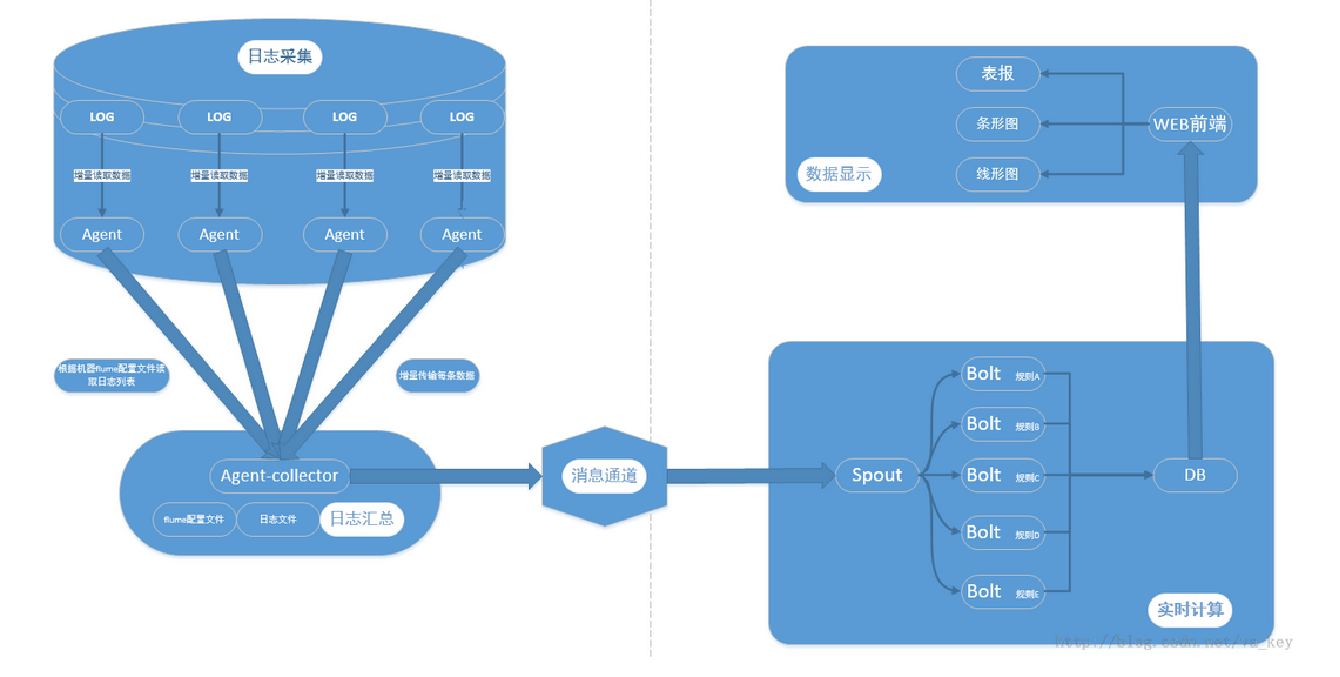 日志采集
LOG
LOG
LOG
LOG
增量读取数据
增量读取数据
增量读取数据
增量读取数据
Agent
Agent
Agent
Agent
根据机器flume配置文件读
取日志列表
增量传输每条数据
Agent-collector
flume配置文件
日志文件
日志汇总
消息通道
表报
条形图
线形图
WEB前端
数据显示
Spout
Bolt 规则A
Bolt 规则B
Bolt 规则C
Bolt 规则D
Bolt 规则E
DB
实时计算
http://blog.csdn.net/va_key